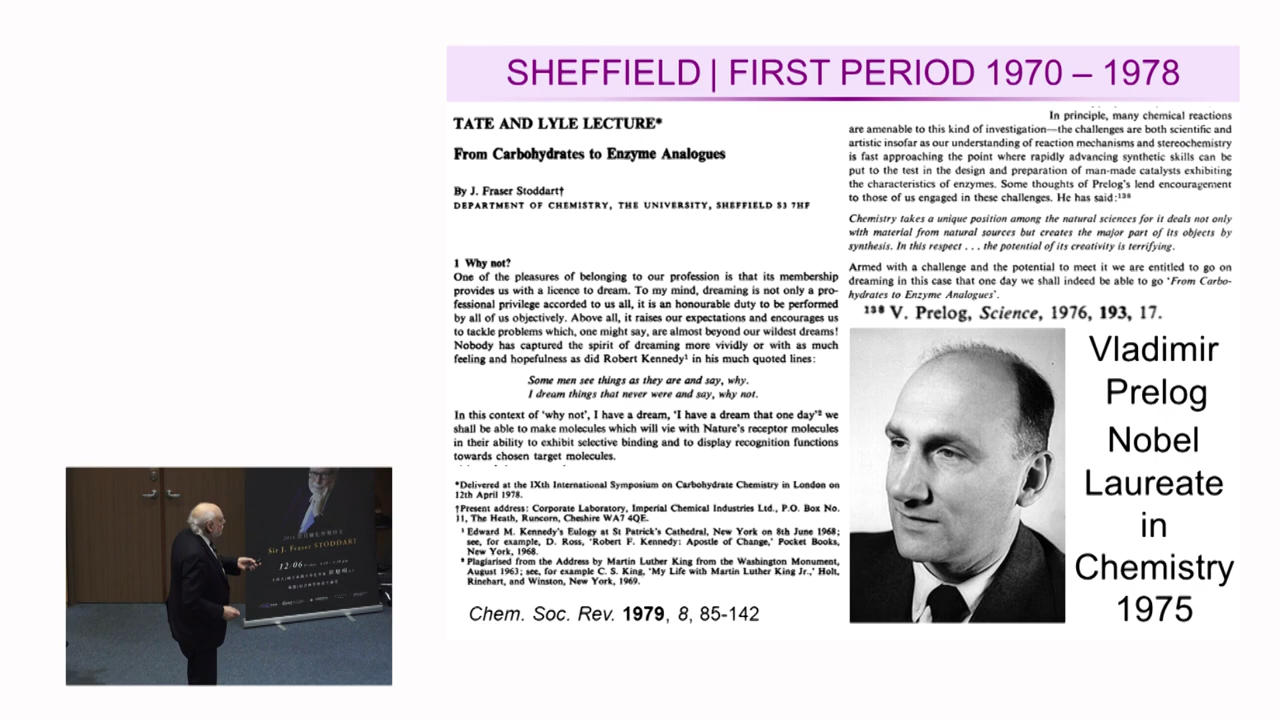 SHEFFIELD | FIRST PERIOD 1970 – 1978
TATE AND LYLE LECTURE*
From Carbohydrates to Enzyme Analogues
By J. Fraser Stoddart†
DEPARTMENT OF CHEMISTRY, THE UNIVERSITY, SHEFFIELD S3 7HF
1 Why not?
One of the pleasures of belonging to our profession is that its membership
provides us with a licence to dream. To my mind, dreaming is not only a pro-
fessional privilege accorded to us all, it is an honourable duty to be performed
by all of us objectively. Above all, it raises our expectations and encourages us
to tackle problems which, one might say, are almost beyond our wildest dreams!
Nobody has captured the spirit of dreaming more vividly or with as much
feeling and hopefulness as did Robert Kennedy¹ in his much quoted lines:
Some men see things as they are and say, why.
I dream things that never were and say, why not.
In this context of 'why not', I have a dream, 'I have a dream that one day'² we
shall be able to make molecules which will vie with Nature's receptor molecules
in their ability to exhibit selective binding and to display recognition functions
towards chosen target molecules.
*Delivered at the IXth International Symposium on Carbohydrate Chemistry in London on
12th April 1978.
†Present address: Corporate Laboratory, Imperial Chemical Industries Ltd., P.O. Box No.
11, The Heath, Runcorn, Cheshire WA7 4QE.
¹ Edward M. Kennedy's Eulogy at St Patrick's Cathedral, New York on 8th June 1968;
see, for example, D. Ross, 'Robert F. Kennedy: Apostle of Change,' Pocket Books,
New York, 1968.
² Plagiarised from the Address by Martin Luther King from the Washington Monument,
August 1963; see, for example C. S. King, 'My Life with Martin Luther King Jr.,' Holt,
Rinehart, and Winston, New York, 1969.
Chem. Soc. Rev. 1979, 8, 85-142
In principle, many chemical reactions
are amenable to this kind of investigation—the challenges are both scientific and
artistic insofar as our understanding of reaction mechanisms and stereochemistry
is fast approaching the point where rapidly advancing synthetic skills can be
put to the test in the design and preparation of man-made catalysts exhibiting
the characteristics of enzymes. Some thoughts of Prelog's lend encouragement
to those of us engaged in these challenges. He has said:¹³⁸
Chemistry takes a unique position among the natural sciences for it deals not only
with material from natural sources but creates the major part of its objects by
synthesis. In this respect . . . the potential of its creativity is terrifying.
Armed with a challenge and the potential to meet it we are entitled to go on
dreaming in this case that one day we shall indeed be able to go 'From Carbo-
hydrates to Enzyme Analogues'.
¹³⁸ V. Prelog, Science, 1976, 193, 17.
Vladimir
Prelog
Nobel
Laureate
in
Chemistry
1975
Sir J. Fraser STODDART
12:06